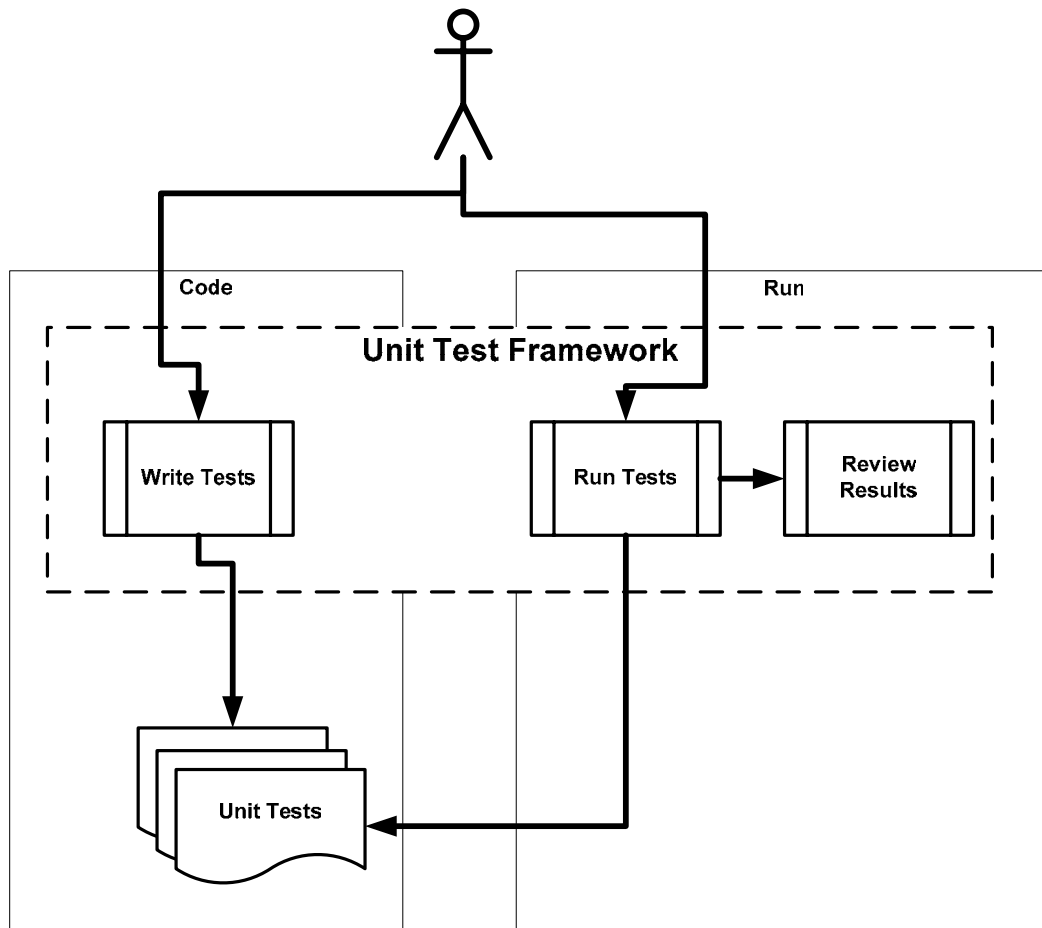 Code
Run
Unit Test Framework
Write Tests
Run Tests
Review
Results
Unit Tests